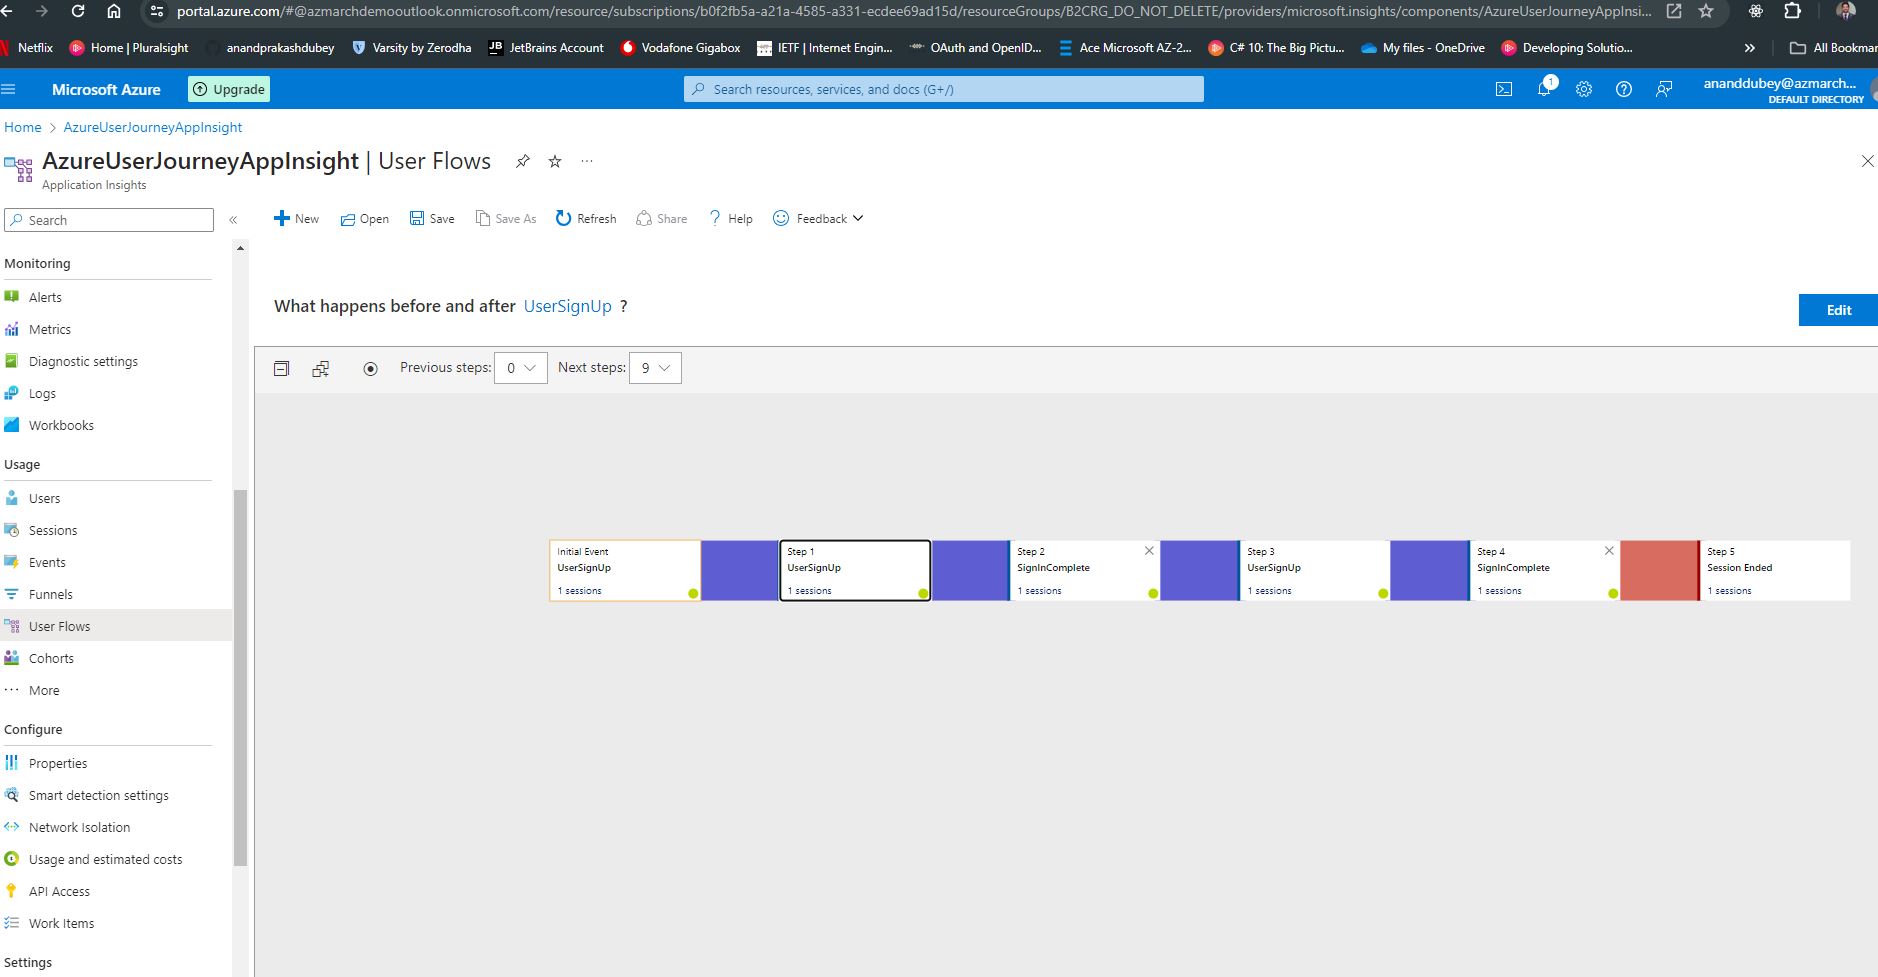 portal.azure.com/#@azmarchdemooutlook.onmicrosoft.com/resource/subscriptions/b0f2fb5a-a21a-4585-a331-ecdee69ad15d/resourceGroups/B2CRG_DO_NOT_DELETE/providers/microsoft.insights/components/AzureUserJourneyAppInsi...
Netflix Home | Pluralsight anandprakashdubey Varsity by Zerodha JB JetBrains Account Vodafone Gigabox IETF | Internet Engin... OAuth and OpenID... Ace Microsoft AZ-2... C# 10: The Big Pictu... My files - OneDrive Developing Solutio... » All Bookmar
Microsoft Azure Upgrade Search resources, services, and docs (G+/) 1 ananddubey@azmarch...
DEFAULT DIRECTORY
Home > AzureUserJourneyAppInsight
AzureUserJourneyAppInsight | User Flows ...
Application Insights
Search «
New Open Save Save As Refresh Share Help Feedback
Monitoring
Alerts
Metrics
Diagnostic settings
Logs
Workbooks
Usage
Users
Sessions
Events
Funnels
User Flows
Cohorts
More
Configure
Properties
Smart detection settings
Network Isolation
Usage and estimated costs
API Access
Work Items
Settings
What happens before and after UserSignUp ?
Edit
Previous steps: 0 Next steps: 9
Initial Event
UserSignUp
1 sessions
Step 1
UserSignUp
1 sessions
Step 2
SignInComplete
1 sessions
Step 3
UserSignUp
1 sessions
Step 4
SignInComplete
1 sessions
Step 5
Session Ended
1 sessions